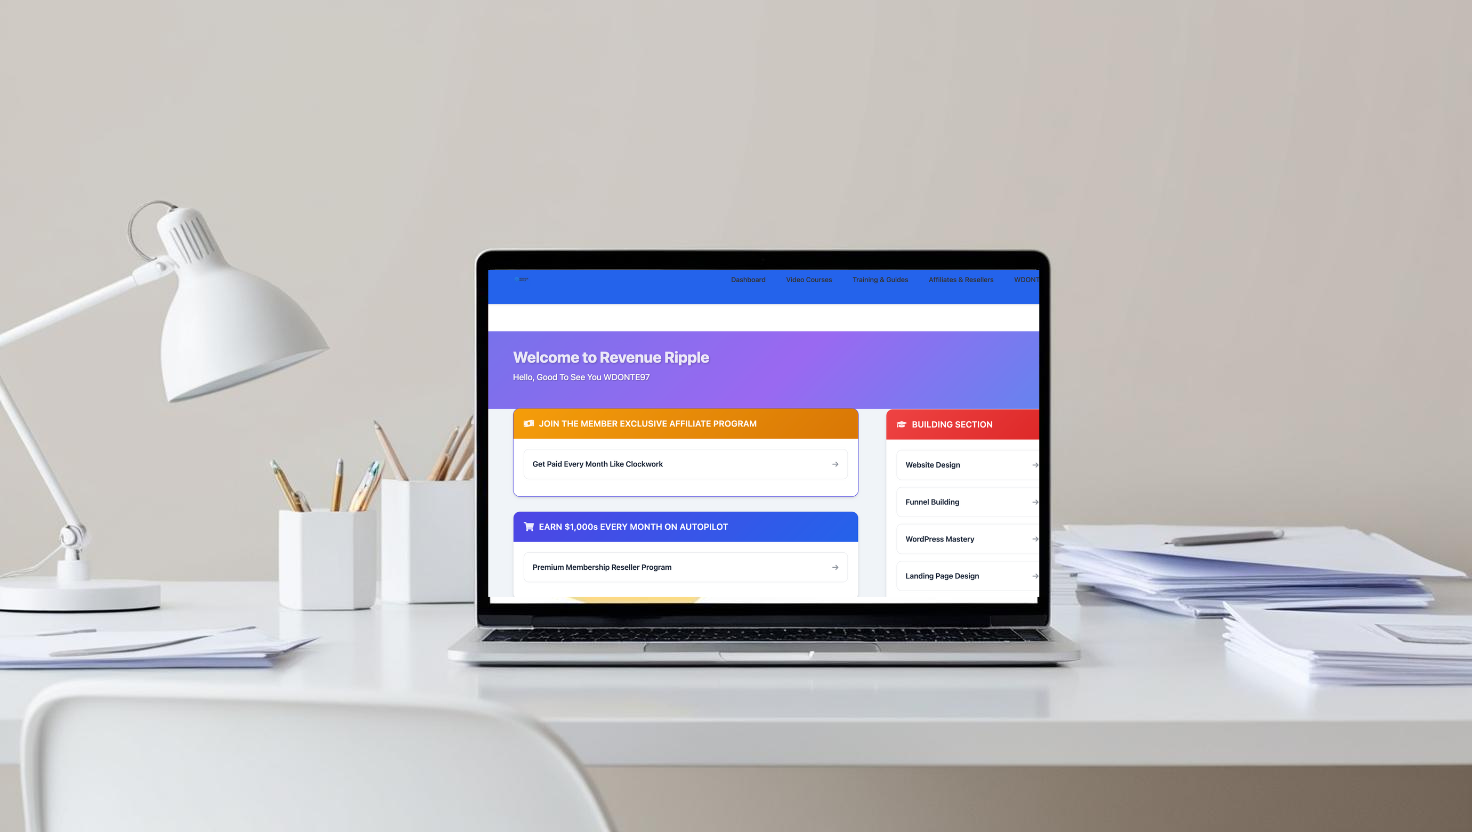 Dashboard
Video Courses
Training & Guides
Affiliates & Resellers
WDONT
Welcome to Revenue Ripple
Hello, Good To See You WDONTE97
JOIN THE MEMBER EXCLUSIVE AFFILIATE PROGRAM
Get Paid Every Month Like Clockwork
EARN $1,000s EVERY MONTH ON AUTOPILOT
Premium Membership Reseller Program
BUILDING SECTION
Website Design
Funnel Building
WordPress Mastery
Landing Page Design